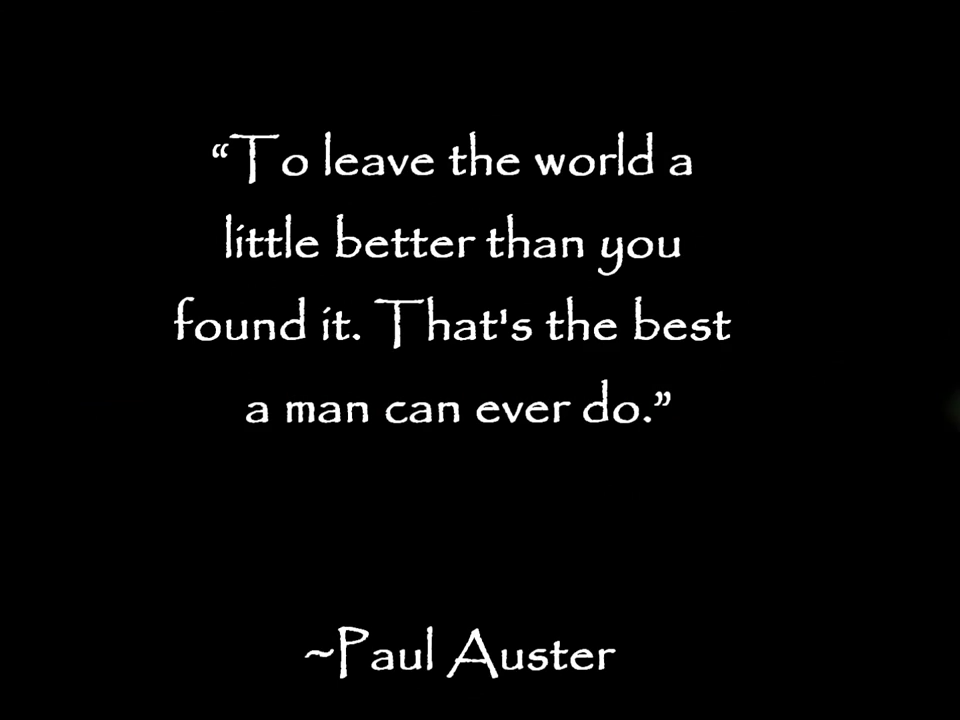 “To leave the world a
little better than you
found it. That's the best
a man can ever do.”
~Paul Auster